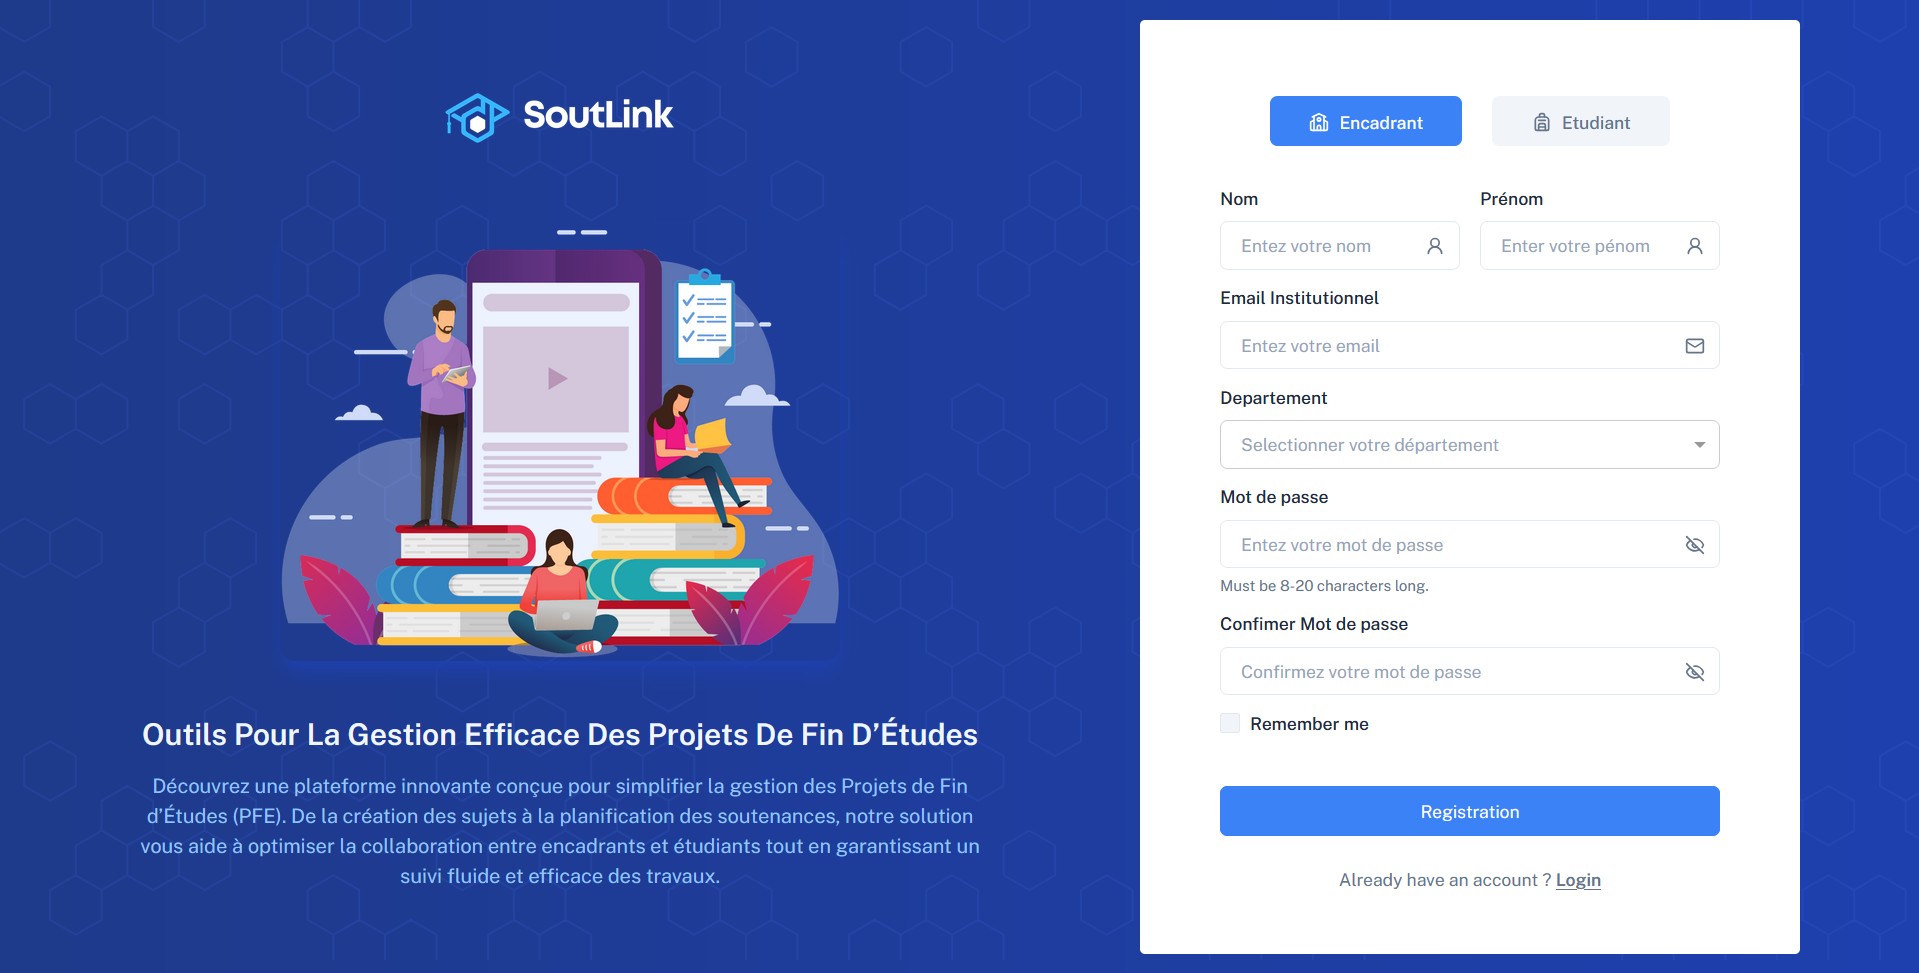 SoutLink
Outils Pour La Gestion Efficace Des Projets De Fin D’Études
Découvrez une plateforme innovante conçue pour simplifier la gestion des Projets de Fin
d’Études (PFE). De la création des sujets à la planification des soutenances, notre solution
vous aide à optimiser la collaboration entre encadrants et étudiants tout en garantissant un
suivi fluide et efficace des travaux.
Encadrant
Etudiant
Nom
Prénom
Entez votre nom
Enter votre pénom
Email Institutionnel
Entez votre email
Departement
Selectionner votre département
Mot de passe
Entez votre mot de passe
Must be 8-20 characters long.
Confimer Mot de passe
Confirmez votre mot de passe
Remember me
Registration
Already have an account ? Login